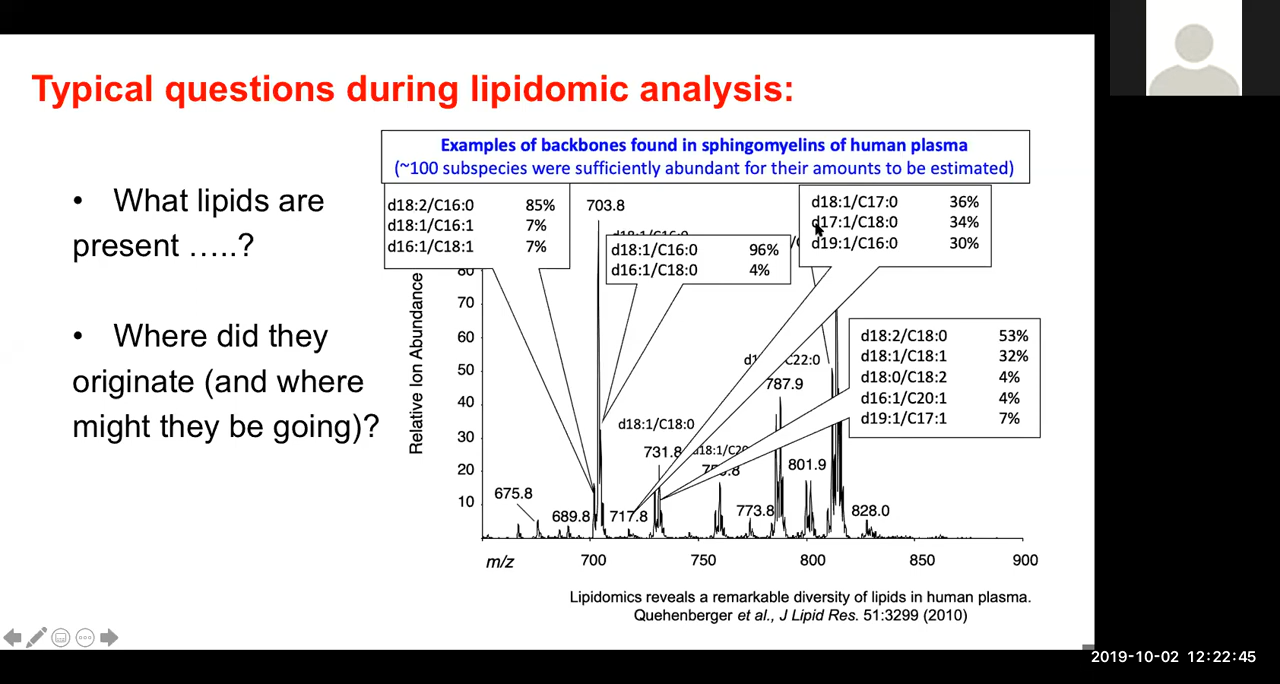 Typical questions during lipidomic analysis:
• What lipids are
present …..?
• Where did they
originate (and where
might they be going)?
Examples of backbones found in sphingomyelins of human plasma
(~100 subspecies were sufficiently abundant for their amounts to be estimated)
d18:2/C16:0 85%
d18:1/C16:1 7%
d16:1/C18:1 7%
703.8
d18:1/C16:0 96%
d16:1/C18:0 4%
d18:1/C17:0 36%
d17:1/C18:0 34%
d19:1/C16:0 30%
d18:2/C18:0 53%
d18:1/C18:1 32%
d18:0/C18:2 4%
d16:1/C20:1 4%
d19:1/C17:1 7%
Relative Ion Abundance
80
70
60
50
40
30
20
10
C22:0
787.9
d18:1/C18:0
731.8
801.9
675.8
689.8
717.8
773.8
828.0
m/z
700
750
800
850
900
Lipidomics reveals a remarkable diversity of lipids in human plasma.
Quehenberger et al., J Lipid Res. 51:3299 (2010)
2019-10-02 12:22:45